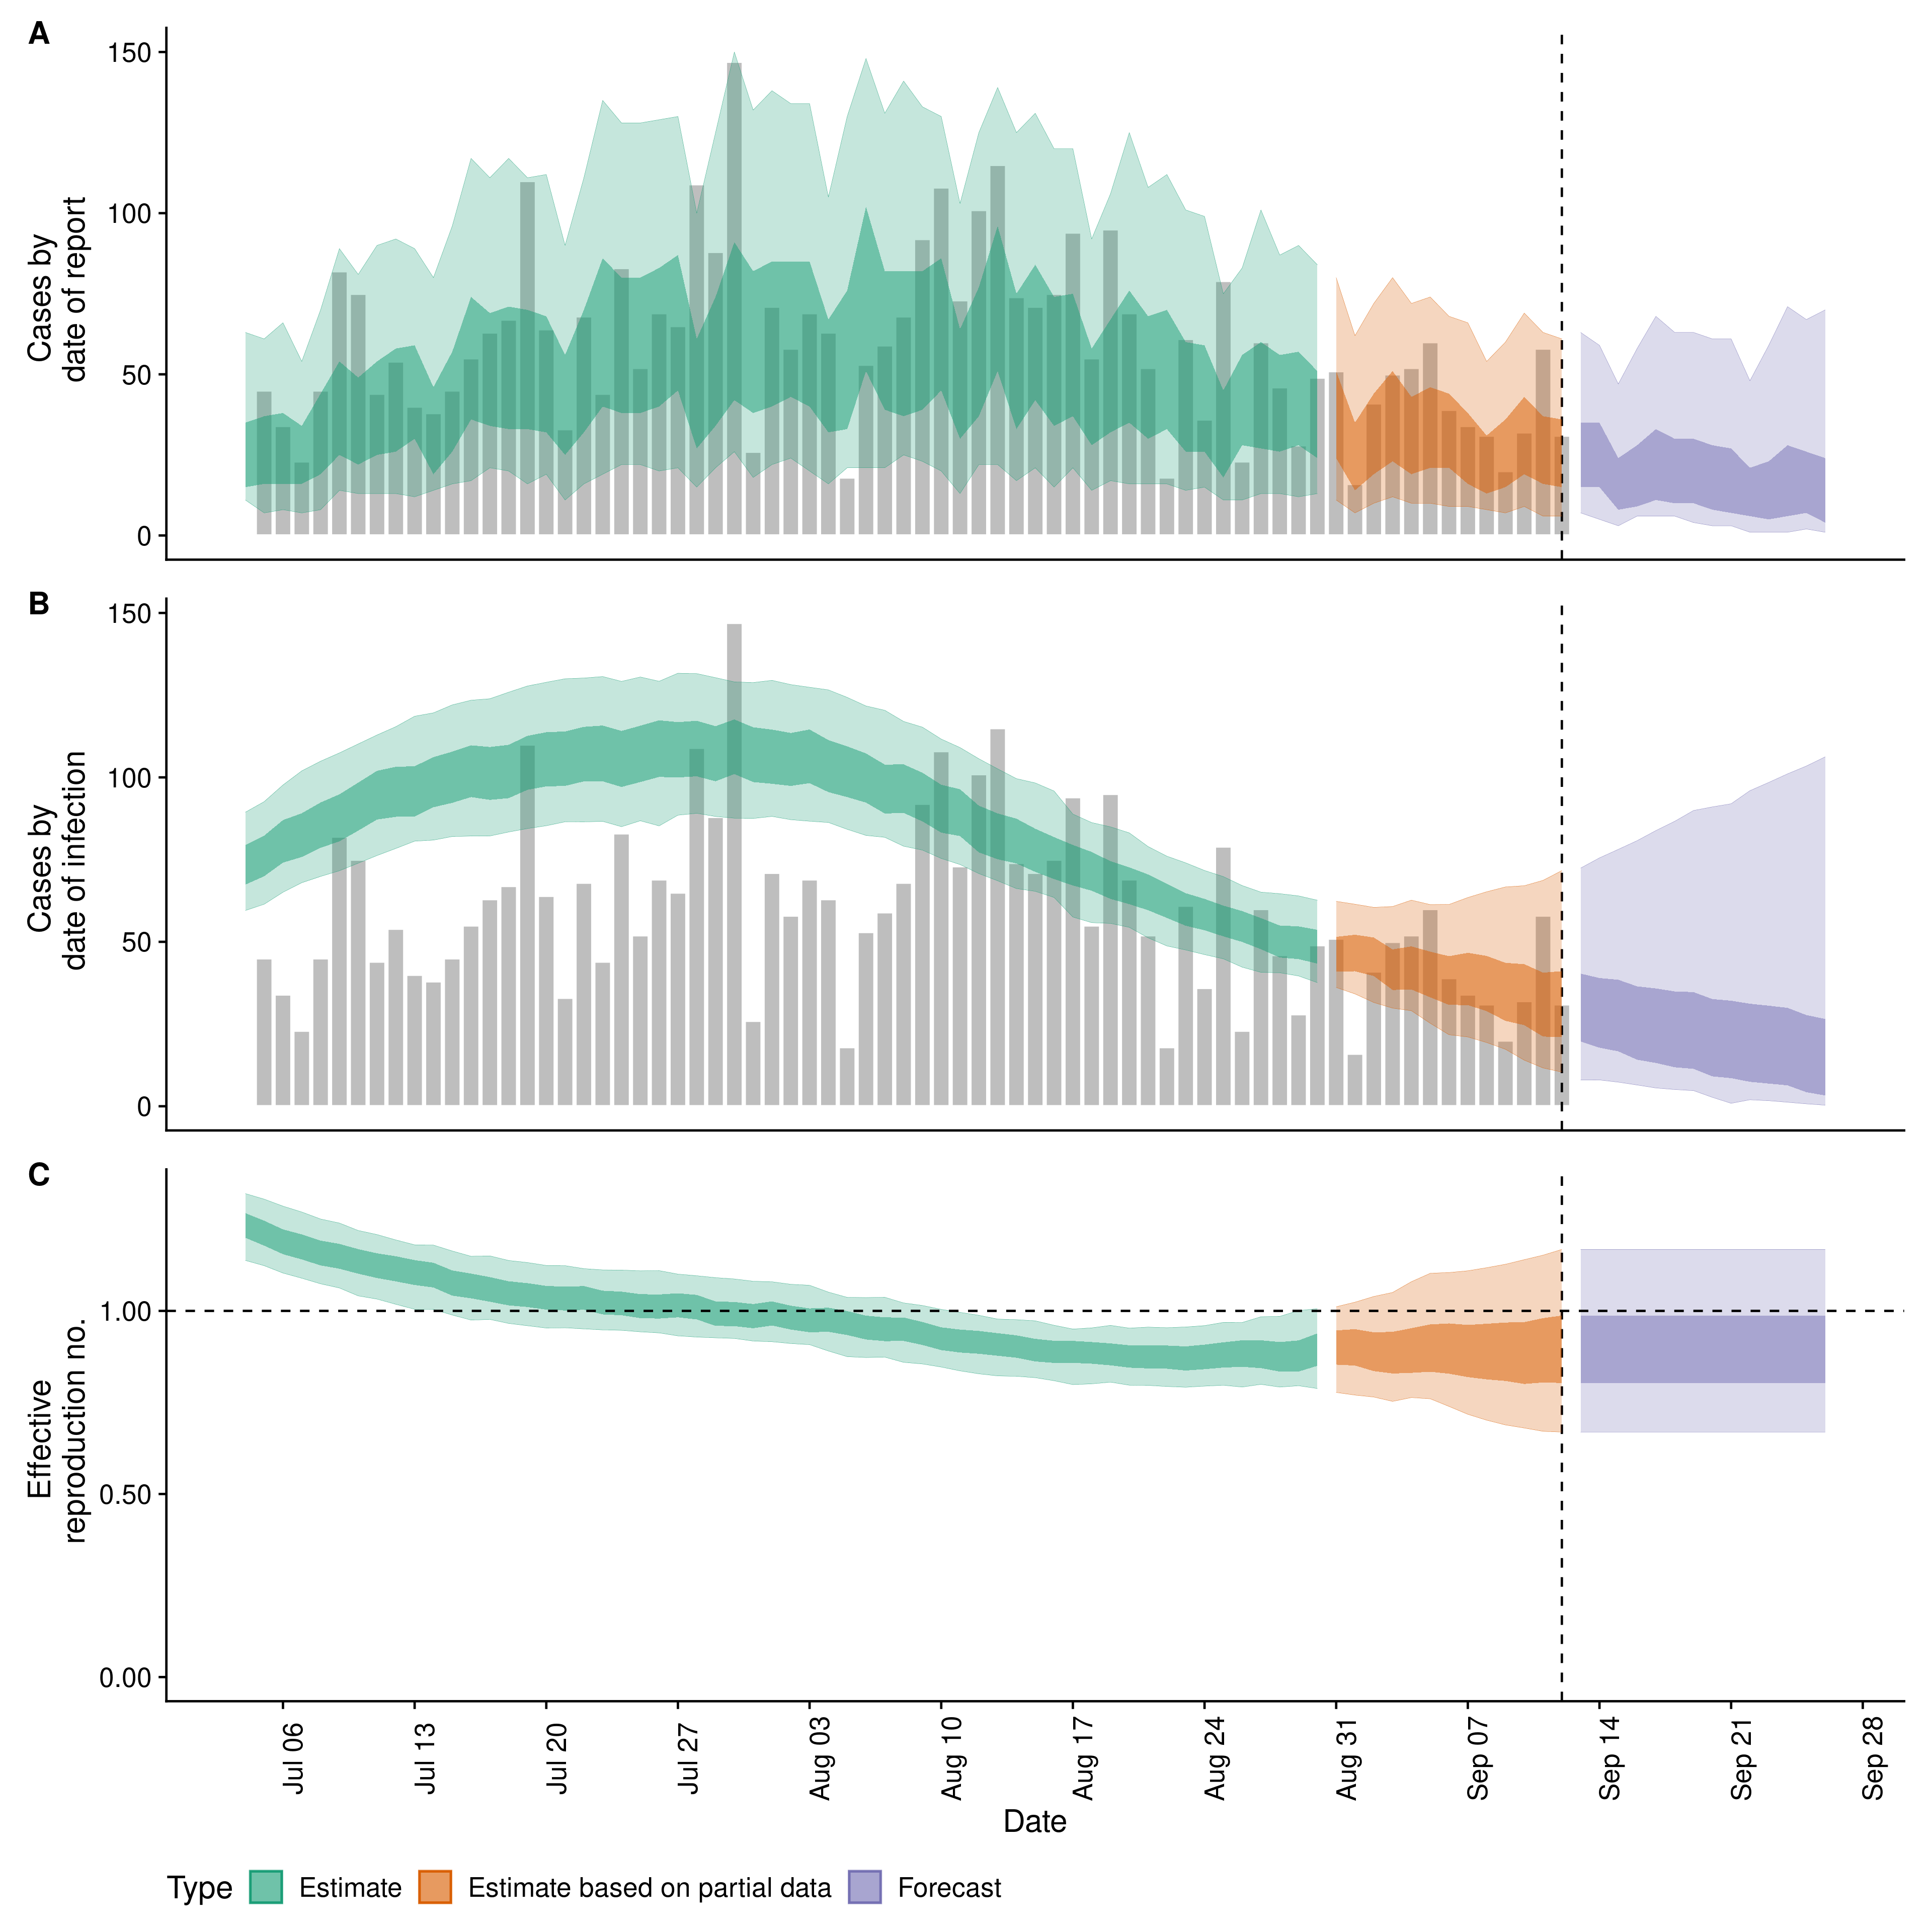 A
150
100
50
0
Cases by
date of report
B
150
100
50
0
Cases by
date of infection
C
1.00
0.50
0.00
Effective
reproduction no.
Jul 06
Jul 13
Jul 20
Jul 27
Aug 03
Aug 10
Aug 17
Aug 24
Aug 31
Sep 07
Sep 14
Sep 21
Sep 28
Date
Type Estimate Estimate based on partial data Forecast